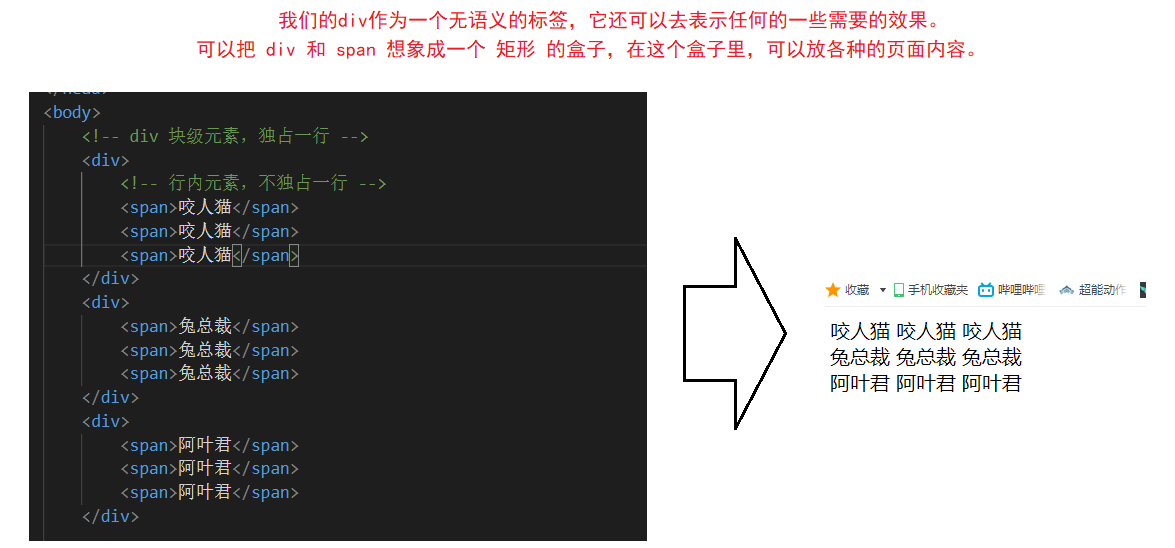 我们的div作为一个无语义的标签，它还可以去表示任何的一些需要的效果。
可以把 div 和 span 想象成一个 矩形 的盒子，在这个盒子里，可以放各种的页面内容。
<body>
<!-- div 块级元素，独占一行 -->
<div>
<!-- 行内元素，不独占一行 -->
<span>咬人猫</span>
<span>咬人猫</span>
<span>咬人猫</span>
</div>
<div>
<span>兔总裁</span>
<span>兔总裁</span>
<span>兔总裁</span>
</div>
<div>
<span>阿叶君</span>
<span>阿叶君</span>
<span>阿叶君</span>
</div>
收藏 手机收藏夹 哔哩哔哩 超能动作
咬人猫 咬人猫 咬人猫
兔总裁 兔总裁 兔总裁
阿叶君 阿叶君 阿叶君